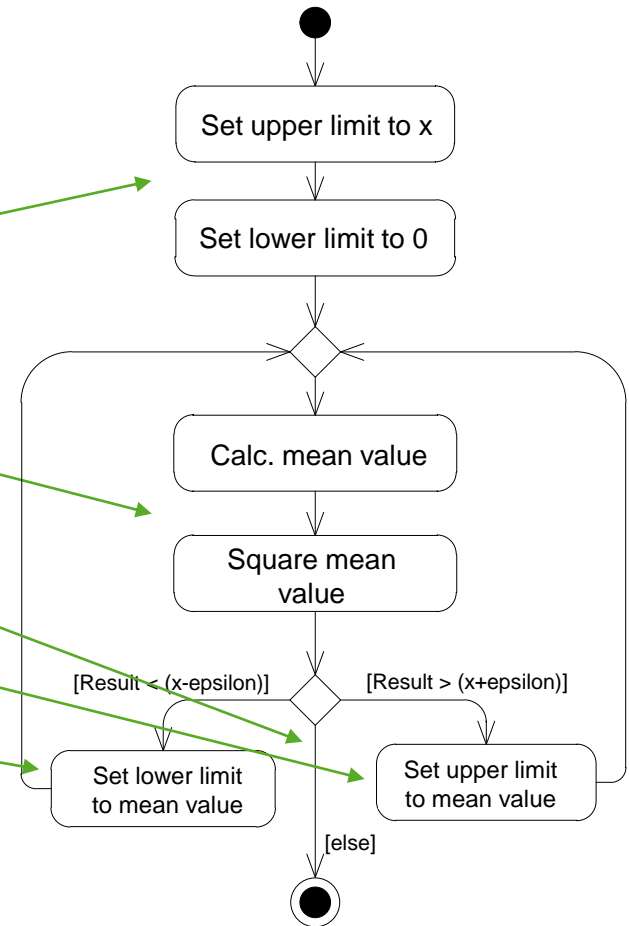 Set upper limit to x
Set lower limit to 0
Calc. mean value
Square mean
value
[Result < (x-epsilon)]
[Result > (x+epsilon)]
Set lower limit
to mean value
Set upper limit
to mean value
[else]